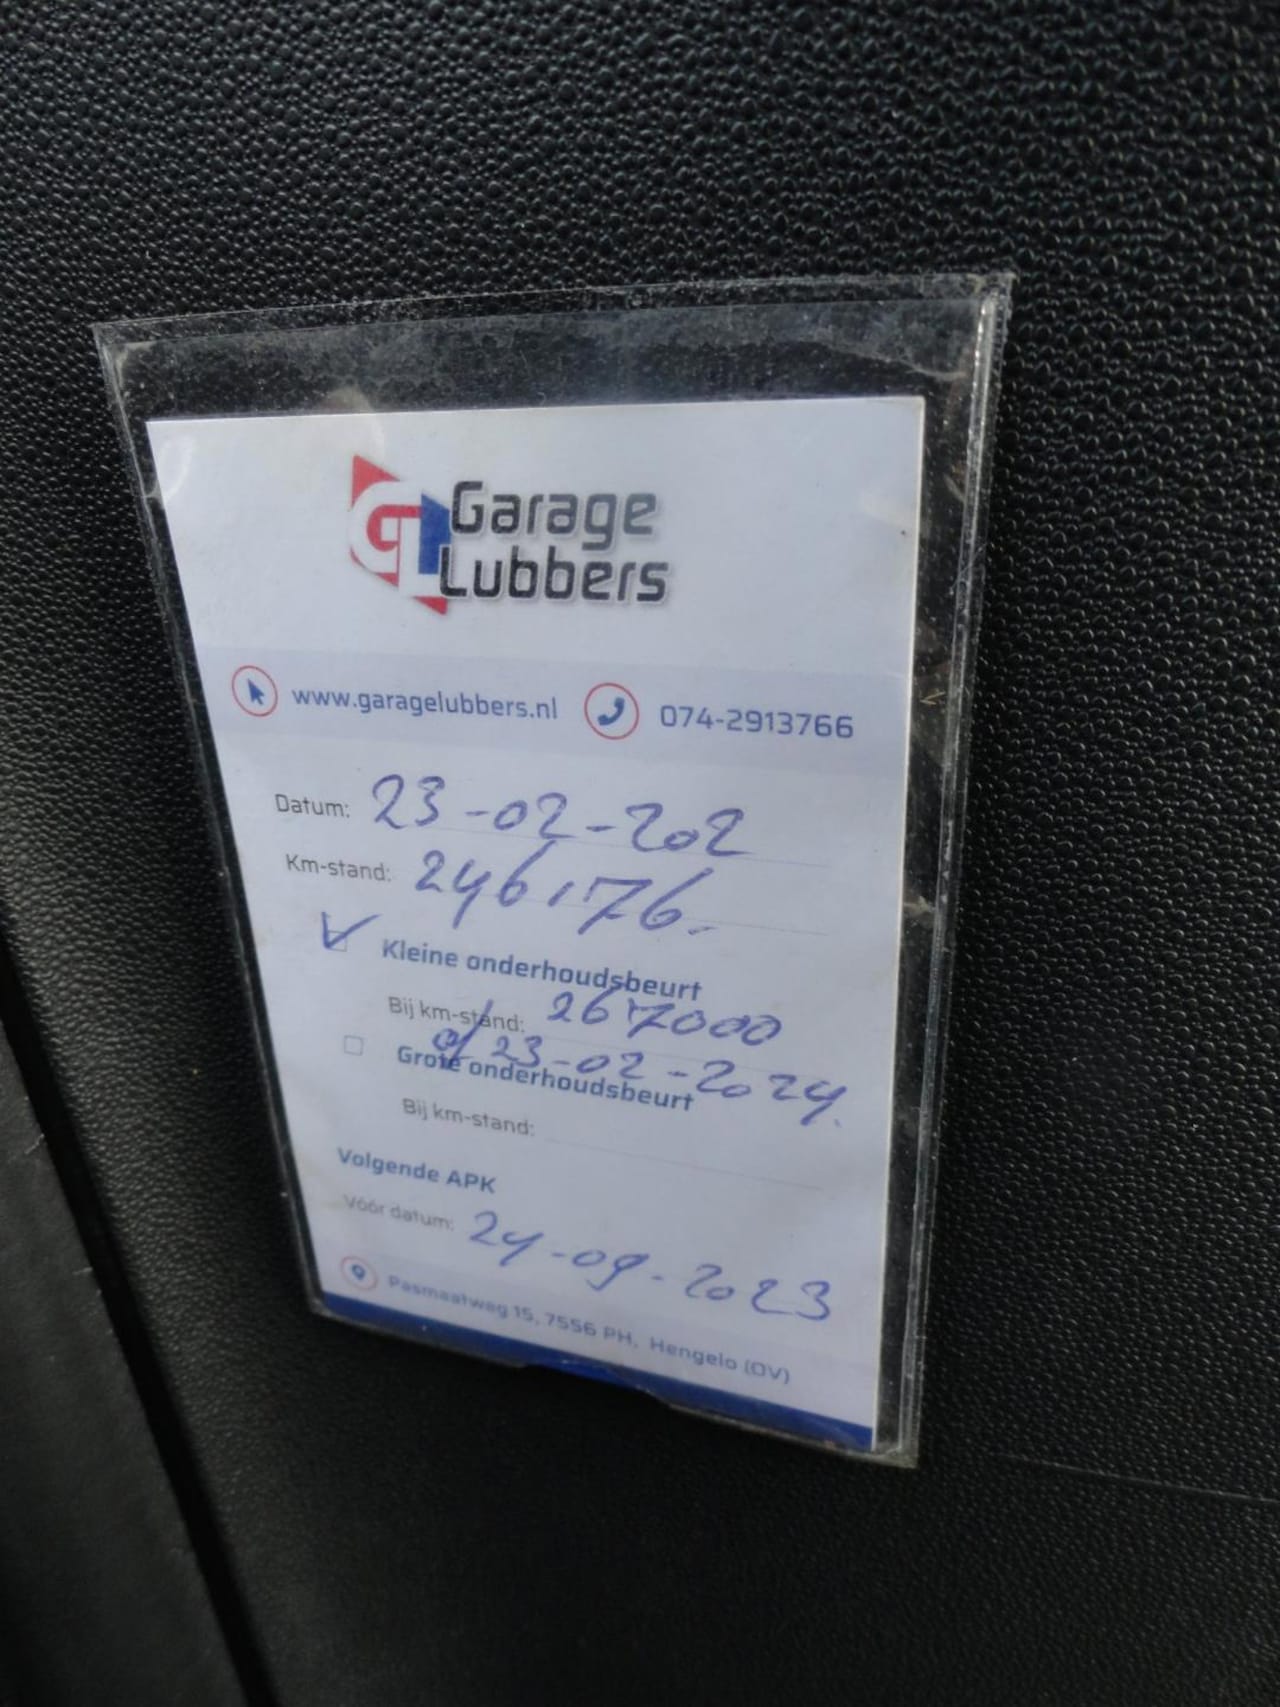 GL Garage
Lubbers
www.garagelubbers.nl 074-2913766
Datum: 23-02-202
Km-stand: 246176.
Kleine onderhoudsbeurt
Bij km-stand: 267000
of 23-02-2024.
Grote onderhoudsbeurt
Bij km-stand:
Volgende APK
Vóór datum: 24-09-2023
Pasmaatweg 15, 7556 PH, Hengelo (OV)